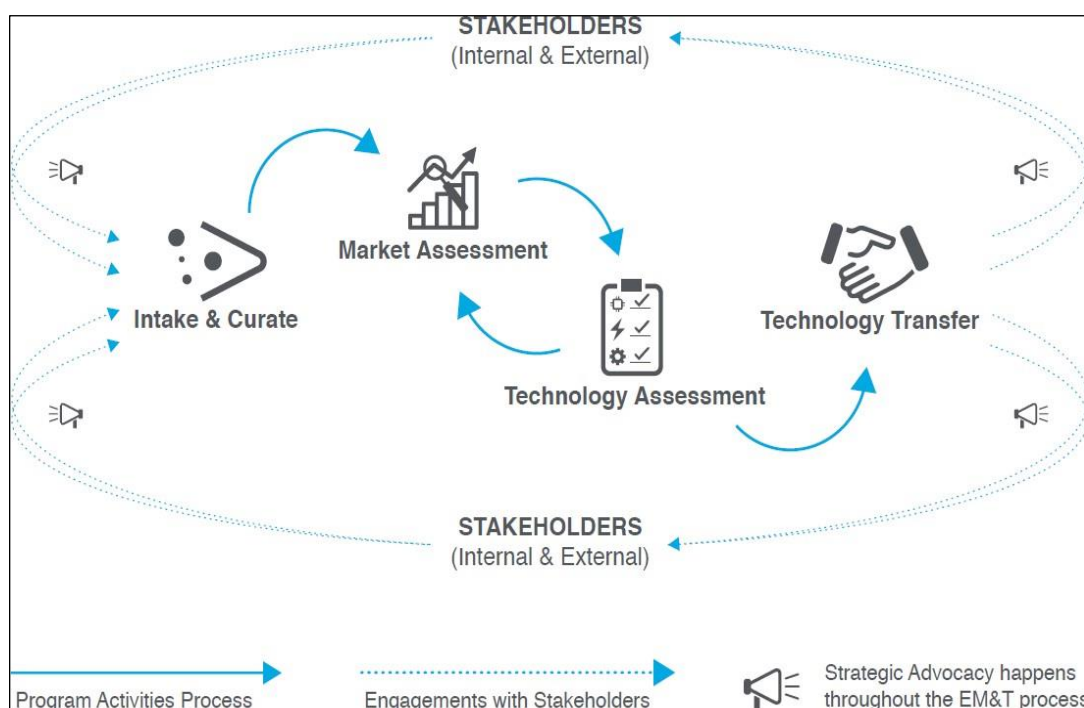 STAKEHOLDERS
(Internal & External)
Market Assessment
Intake & Curate
Technology Transfer
Technology Assessment
STAKEHOLDERS
(Internal & External)
Program Activities Process
Engagements with Stakeholders
Strategic Advocacy happens
throughout the EM&T process